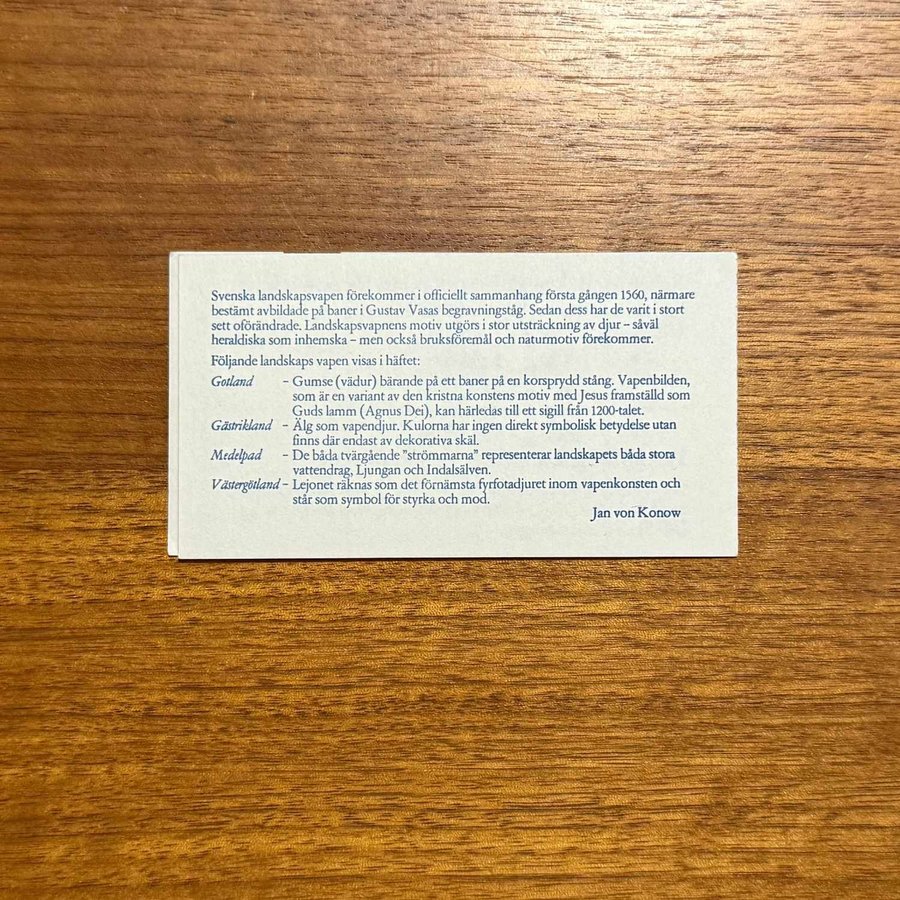 Svenska landskapsvapen förekommer i officiellt sammanhang första gången 1560, närmare
bestämt avbildade på baner i Gustav Vasas begravningståg. Sedan dess har de varit i stort
sett oförändrade. Landskapsvapnens motiv utgörs i stor utsträckning av djur – såväl
heraldiska som inhemska – men också bruksföremål och naturmotiv förekommer.
Följande landskaps vapen visas i häftet:
Gotland – Gumse (vädur) bärande på ett baner på en korsprydd stång. Vapenbilden,
som är en variant av den kristna konstens motiv med Jesus framställd som
Guds lamm (Agnus Dei), kan härledas till ett sigill från 1200-talet.
Gästrikland – Älg som vapendjur. Kulorna har ingen direkt symbolisk betydelse utan
finns där endast av dekorativa skäl.
Medelpad – De båda tvärgående ”strömmarna” representerar landskapets båda stora
vattendrag, Ljungan och Indalsälven.
Västergötland – Lejonet räknas som det förnämsta fyrfotadjuret inom vapenkonsten och
står som symbol för styrka och mod.
Jan von Konow